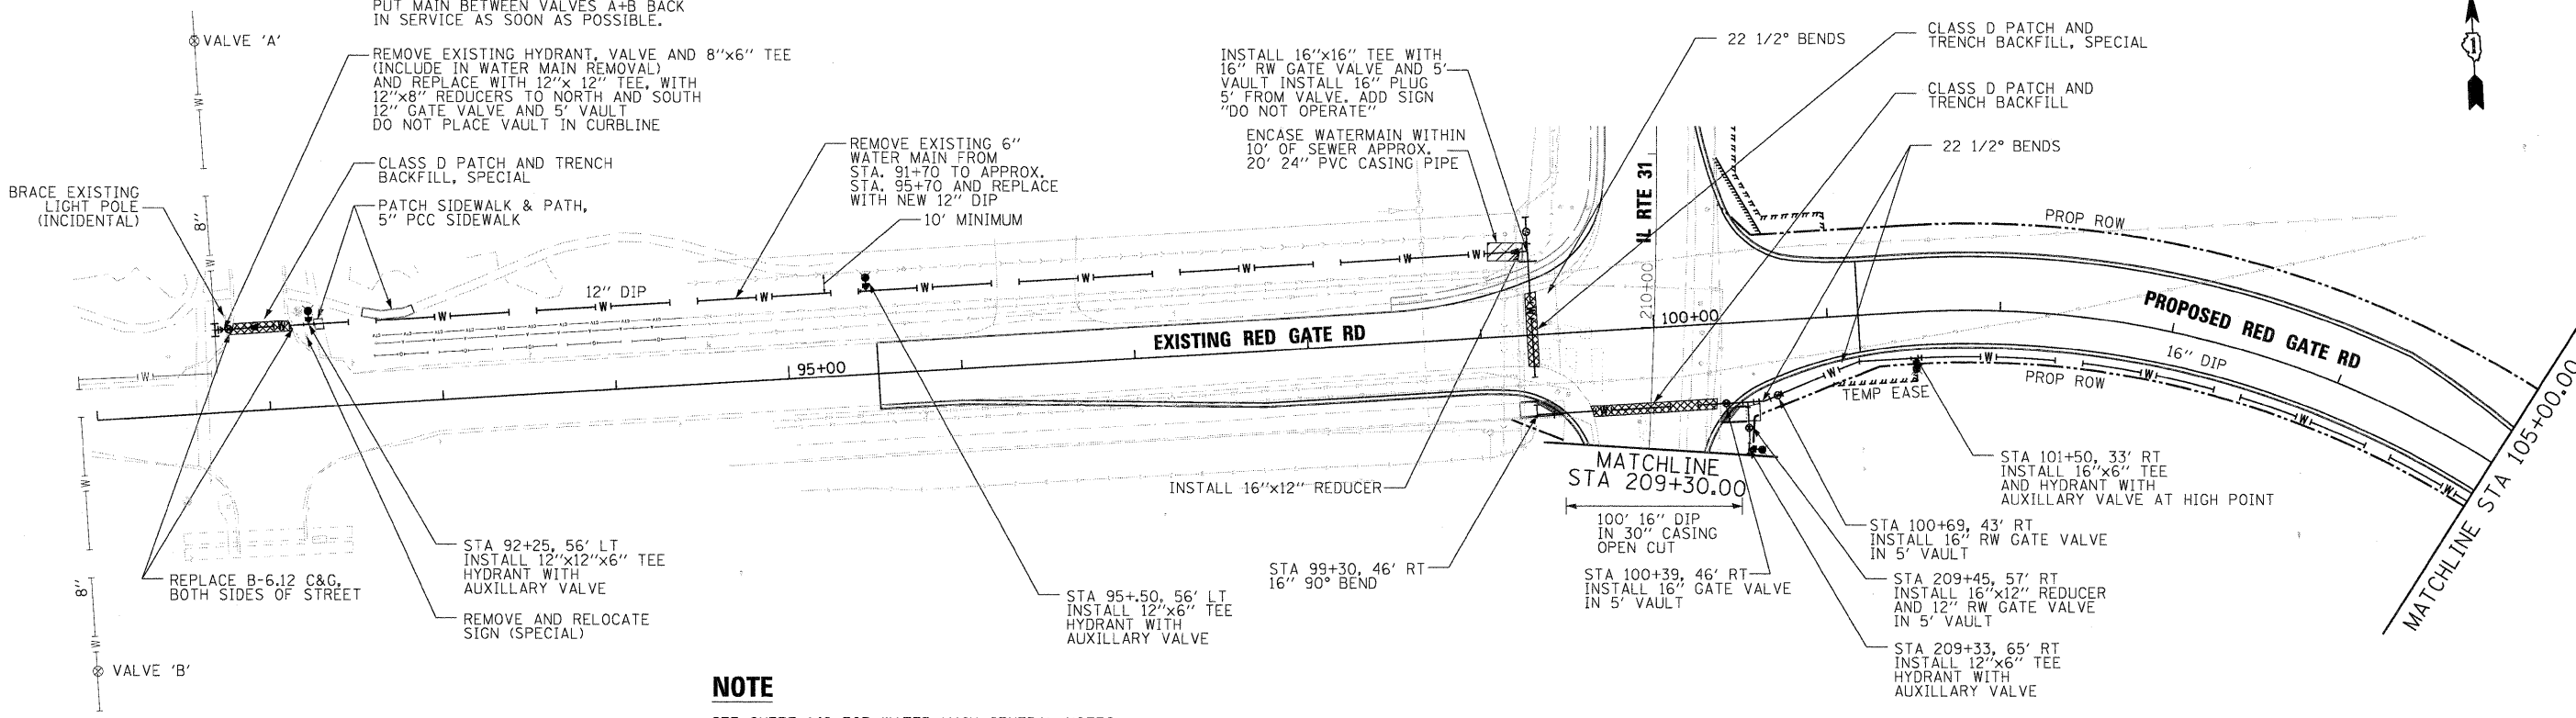 PUT MAIN BETWEEN VALVES A+B BACK
IN SERVICE AS SOON AS POSSIBLE.
VALVE 'A'
REMOVE EXISTING HYDRANT, VALVE AND 8"x6" TEE
(INCLUDE IN WATER MAIN REMOVAL)
AND REPLACE WITH 12"x 12" TEE, WITH
12"x8" REDUCERS TO NORTH AND SOUTH
12" GATE VALVE AND 5' VAULT
DO NOT PLACE VAULT IN CURBLINE
CLASS D PATCH AND TRENCH
BACKFILL, SPECIAL
BRACE EXISTING
LIGHT POLE
(INCIDENTAL)
PATCH SIDEWALK & PATH,
5" PCC SIDEWALK
8"
REMOVE EXISTING 6"
WATER MAIN FROM
STA. 91+70 TO APPROX.
STA. 95+70 AND REPLACE
WITH NEW 12" DIP
10' MINIMUM
INSTALL 16"x16" TEE WITH
16" RW GATE VALVE AND 5'
VAULT INSTALL 16" PLUG
5' FROM VALVE. ADD SIGN
"DO NOT OPERATE"
ENCASE WATERMAIN WITHIN
10' OF SEWER APPROX.
20' 24" PVC CASING PIPE
22 1/2° BENDS
CLASS D PATCH AND
TRENCH BACKFILL, SPECIAL
CLASS D PATCH AND
TRENCH BACKFILL
22 1/2° BENDS
1
IL RTE 31
210+00
PROP ROW
12" DIP
EXISTING RED GATE RD
95+00
100+00
PROPOSED RED GATE RD
16" DIP
PROP ROW
TEMP EASE
MATCHLINE STA 105+00.00
MATCHLINE
STA 209+30.00
INSTALL 16"x12" REDUCER
100' 16" DIP
IN 30" CASING
OPEN CUT
STA 99+30, 46' RT
16" 90° BEND
STA 100+39, 46' RT
INSTALL 16" GATE VALVE
IN 5' VAULT
STA 101+50, 33' RT
INSTALL 16"x6" TEE
AND HYDRANT WITH
AUXILLARY VALVE AT HIGH POINT
STA 100+69, 43' RT
INSTALL 16" RW GATE VALVE
IN 5' VAULT
STA 209+45, 57' RT
INSTALL 16"x12" REDUCER
AND 12" RW GATE VALVE
IN 5' VAULT
STA 209+33, 65' RT
INSTALL 12"x6" TEE
HYDRANT WITH
AUXILLARY VALVE
STA 92+25, 56' LT
INSTALL 12"x12"x6" TEE
HYDRANT WITH
AUXILLARY VALVE
REMOVE AND RELOCATE
SIGN (SPECIAL)
STA 95+.50, 56' LT
INSTALL 12"x6" TEE
HYDRANT WITH
AUXILLARY VALVE
8"
REPLACE B-6.12 C&G,
BOTH SIDES OF STREET
VALVE 'B'
NOTE